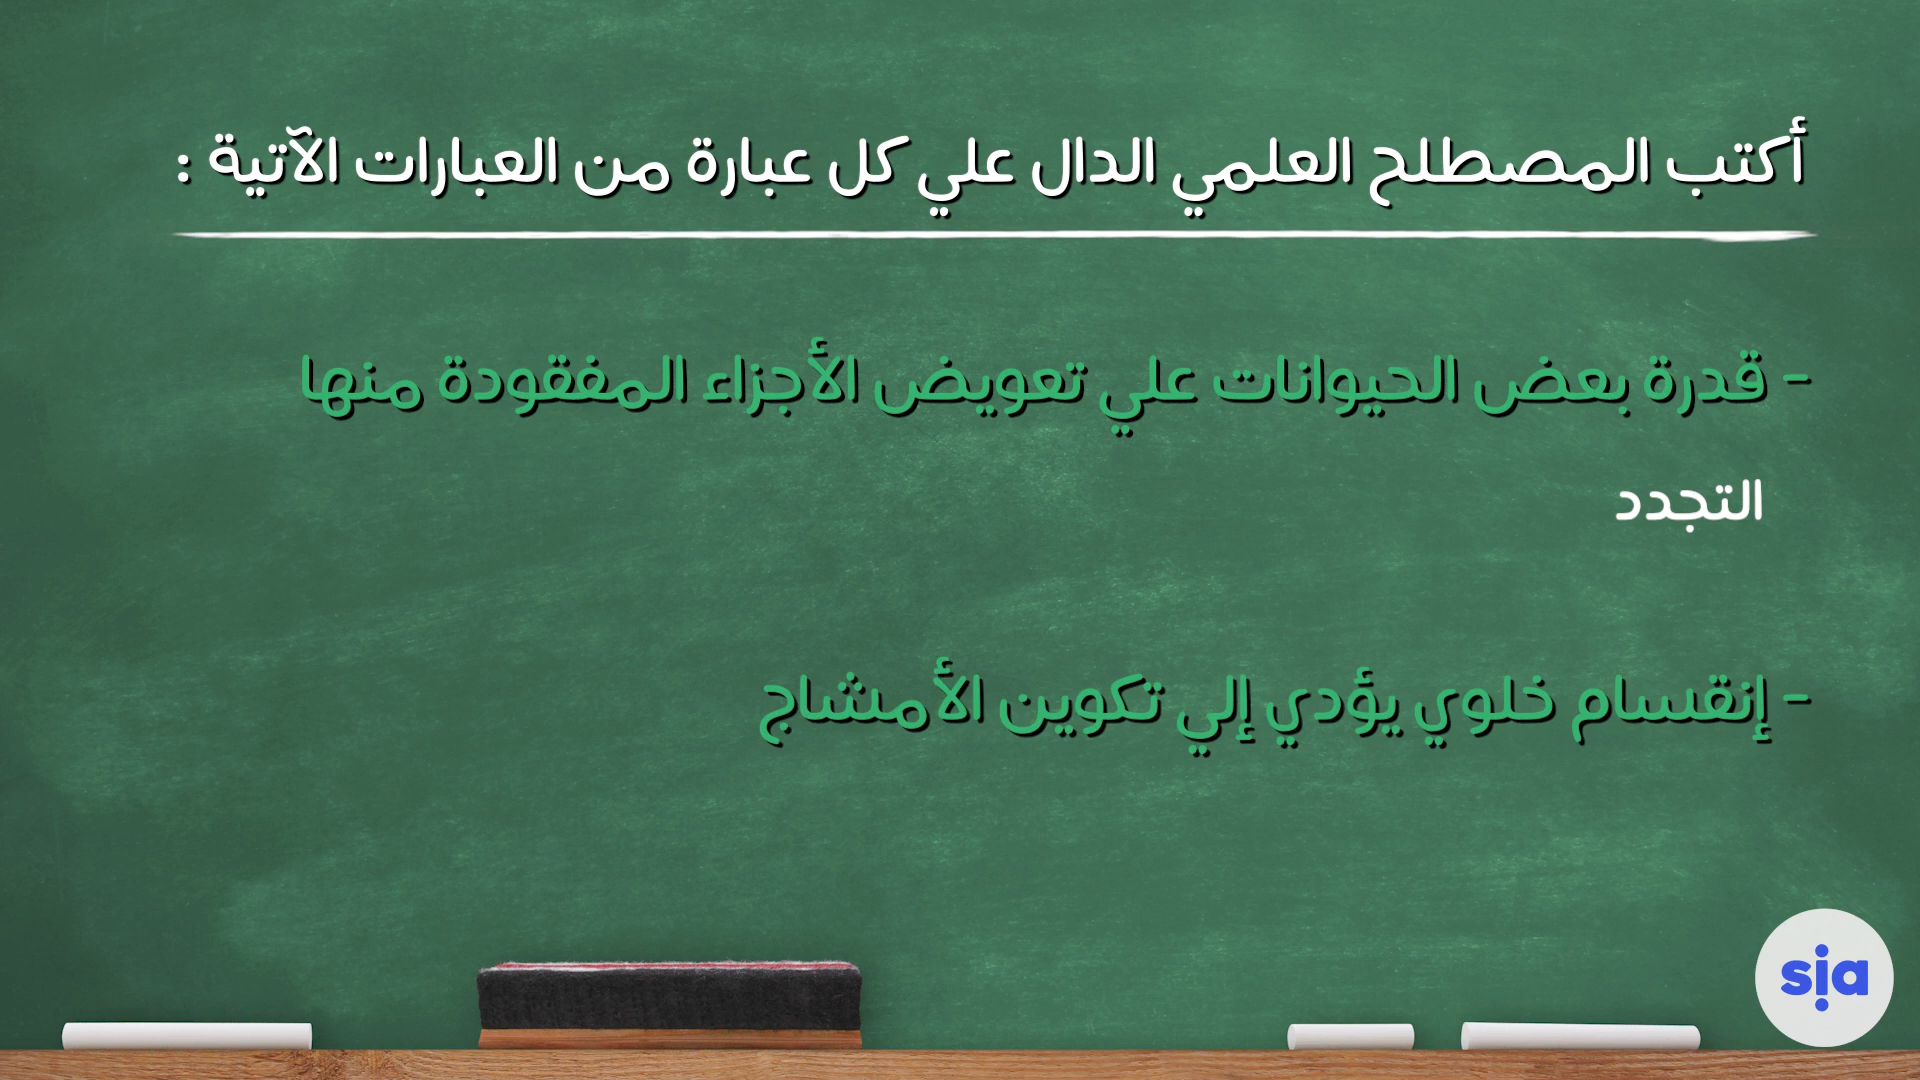 أكتب المصطلح العلمي الدال علي كل عبارة من العبارات الآتية :
- قدرة بعض الحيوانات علي تعويض الأجزاء المفقودة منها
التجدد
- إنقسام خلوي يؤدي إلي تكوين الأمشاج
sia